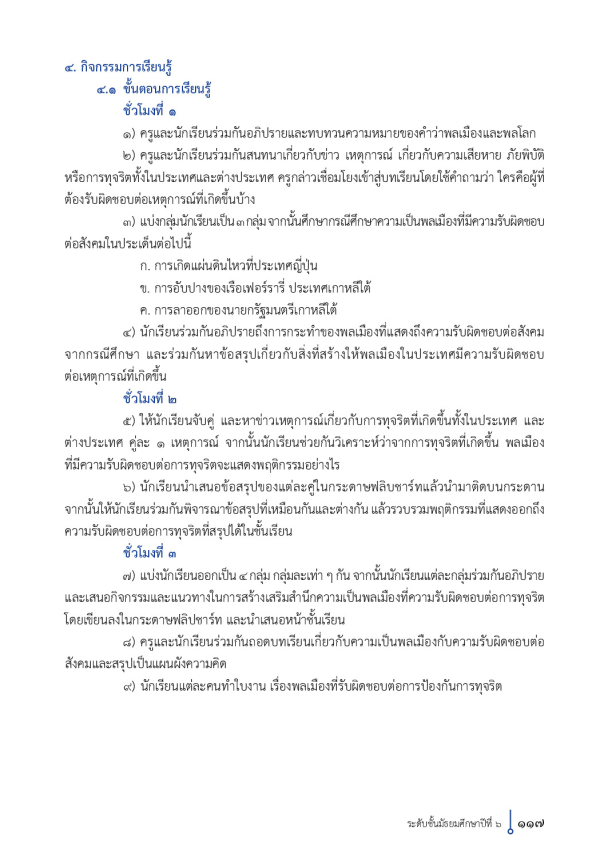 ๔. กิจกรรมการเรียนรู้
๔.๑ ขั้นตอนการเรียนรู้
ชั่วโมงที่ ๑
๑) ครูและนักเรียนร่วมกันอภิปรายและทบทวนความหมายของคำว่าพลเมืองและพลโลก
๒) ครูและนักเรียนร่วมกันสนทนาเกี่ยวกับข่าว เหตุการณ์ เกี่ยวกับความเสียหาย ภัยพิบัติ
หรือการทุจริตทั้งในประเทศและต่างประเทศ ครูกล่าวเชื่อมโยงเข้าสู่บทเรียนโดยใช้คำถามว่า ใครคือผู้ที่
ต้องรับผิดชอบต่อเหตุการณ์ที่เกิดขึ้นบ้าง
๓) แบ่งกลุ่มนักเรียนเป็น ๓ กลุ่ม จากนั้นศึกษากรณีศึกษาความเป็นพลเมืองที่มีความรับผิดชอบ
ต่อสังคมในประเด็นต่อไปนี้
ก. การเกิดแผ่นดินไหวที่ประเทศญี่ปุ่น
ข. การอับปางของเรือเฟอร์รารี่ ประเทศเกาหลีใต้
ค. การลาออกของนายกรัฐมนตรีเกาหลีใต้
๔) นักเรียนร่วมกันอภิปรายถึงการกระทำของพลเมืองที่แสดงถึงความรับผิดชอบต่อสังคม
จากกรณีศึกษา และร่วมกันหาข้อสรุปเกี่ยวกับสิ่งที่สร้างให้พลเมืองในประเทศมีความรับผิดชอบ
ต่อเหตุการณ์ที่เกิดขึ้น
ชั่วโมงที่ ๒
๕) ให้นักเรียนจับคู่ และหาข่าวเหตุการณ์เกี่ยวกับการทุจริตที่เกิดขึ้นทั้งในประเทศ และ
ต่างประเทศ คู่ละ ๑ เหตุการณ์ จากนั้นนักเรียนช่วยกันวิเคราะห์ว่าจากการทุจริตที่เกิดขึ้น พลเมือง
ที่มีความรับผิดชอบต่อการทุจริตจะแสดงพฤติกรรมอย่างไร
๖) นักเรียนนำเสนอข้อสรุปของแต่ละคู่ในกระดาษฟลิบชาร์ทแล้วนำมาติดบนกระดาน
จากนั้นให้นักเรียนร่วมกันพิจารณาข้อสรุปที่เหมือนกันและต่างกัน แล้วรวบรวมพฤติกรรมที่แสดงออกถึง
ความรับผิดชอบต่อการทุจริตที่สรุปได้ในชั้นเรียน
ชั่วโมงที่ ๓
๗) แบ่งนักเรียนออกเป็น ๔ กลุ่ม กลุ่มละเท่า ๆ กัน จากนั้นนักเรียนแต่ละกลุ่มร่วมกันอภิปราย
และเสนอกิจกรรมและแนวทางในการสร้างเสริมสำนึกความเป็นพลเมืองที่ความรับผิดชอบต่อการทุจริต
โดยเขียนลงในกระดาษฟลิปชาร์ท และนำเสนอหน้าชั้นเรียน
๘) ครูและนักเรียนร่วมกันถอดบทเรียนเกี่ยวกับความเป็นพลเมืองกับความรับผิดชอบต่อ
สังคมและสรุปเป็นแผนผังความคิด
๙) นักเรียนแต่ละคนทำใบงาน เรื่องพลเมืองที่รับผิดชอบต่อการป้องกันการทุจริต
ระดับชั้นมัธยมศึกษาปีที่ ๖ ๑๑๗